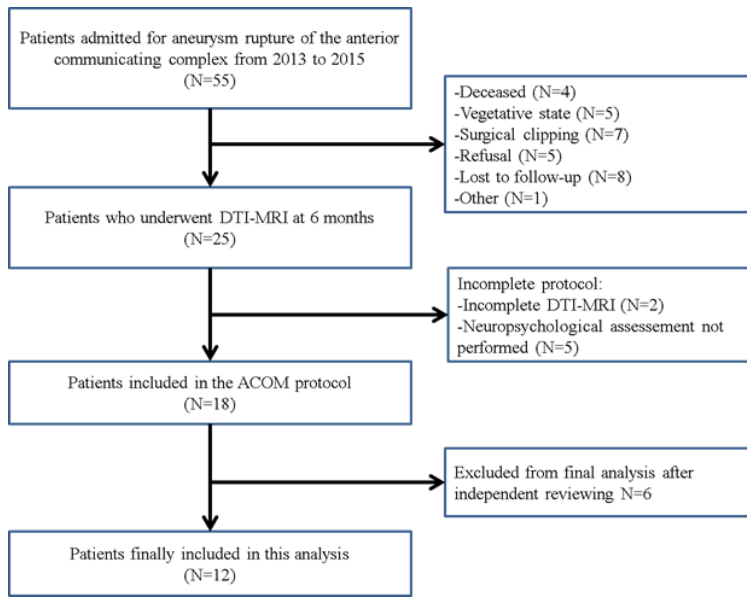 Patients admitted for aneurysm rupture of the anterior
communicating complex from 2013 to 2015
(N=55)
-Deceased (N=4)
-Vegetative state (N=5)
-Surgical clipping (N=7)
-Refusal (N=5)
-Lost to follow-up (N=8)
-Other (N=1)
Patients who underwent DTI-MRI at 6 months
(N=25)
Incomplete protocol:
-Incomplete DTI-MRI (N=2)
-Neuropsychological assessement not
performed (N=5)
Patients included in the ACOM protocol
(N=18)
Excluded from final analysis after
independent reviewing N=6
Patients finally included in this analysis
(N=12)